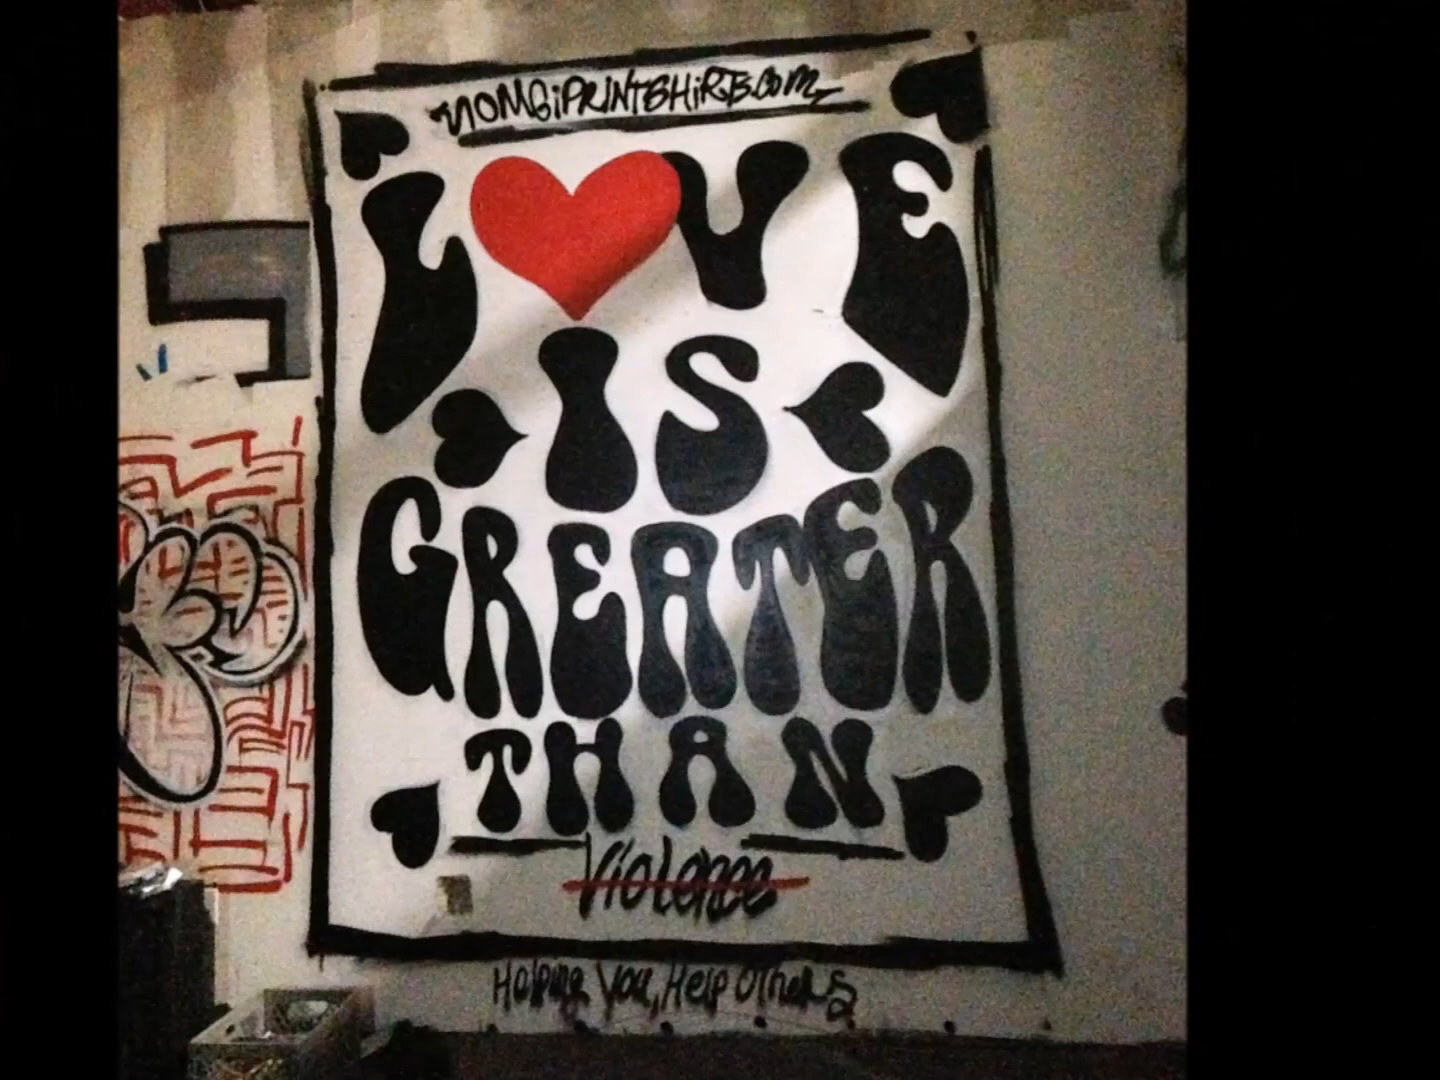 LOVE
IS
GREATER
THAN
Violence
Helping You, Help Others